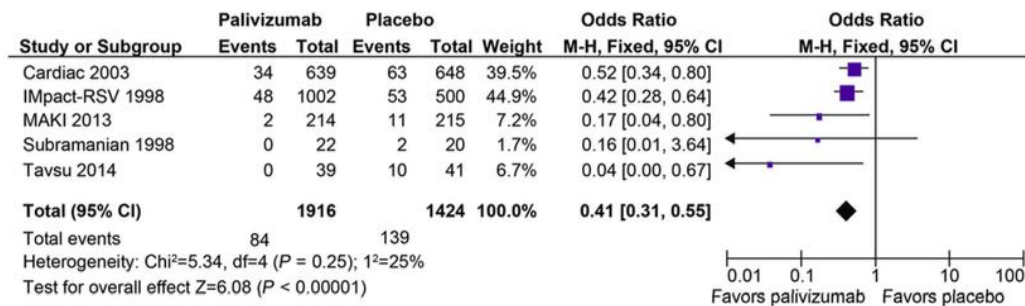 Palivizumab Placebo Odds Ratio Odds Ratio
Study or Subgroup Events Total Events Total Weight M-H, Fixed, 95% CI M-H, Fixed, 95% CI
Cardiac 2003 34 639 63 648 39.5% 0.52 [0.34, 0.80]
IMpact-RSV 1998 48 1002 53 500 44.9% 0.42 [0.28, 0.64]
MAKI 2013 2 214 11 215 7.2% 0.17 [0.04, 0.80]
Subramanian 1998 0 22 2 20 1.7% 0.16 [0.01, 3.64]
Tavsu 2014 0 39 10 41 6.7% 0.04 [0.00, 0.67]
Total (95% CI) 1916 1424 100.0% 0.41 [0.31, 0.55]
Total events 84 139
Heterogeneity: Chi²=5.34, df=4 (P = 0.25); 1²=25%
Test for overall effect Z=6.08 (P < 0.00001)
0.01 0.1 1 10 100
Favors palivizumab Favors placebo